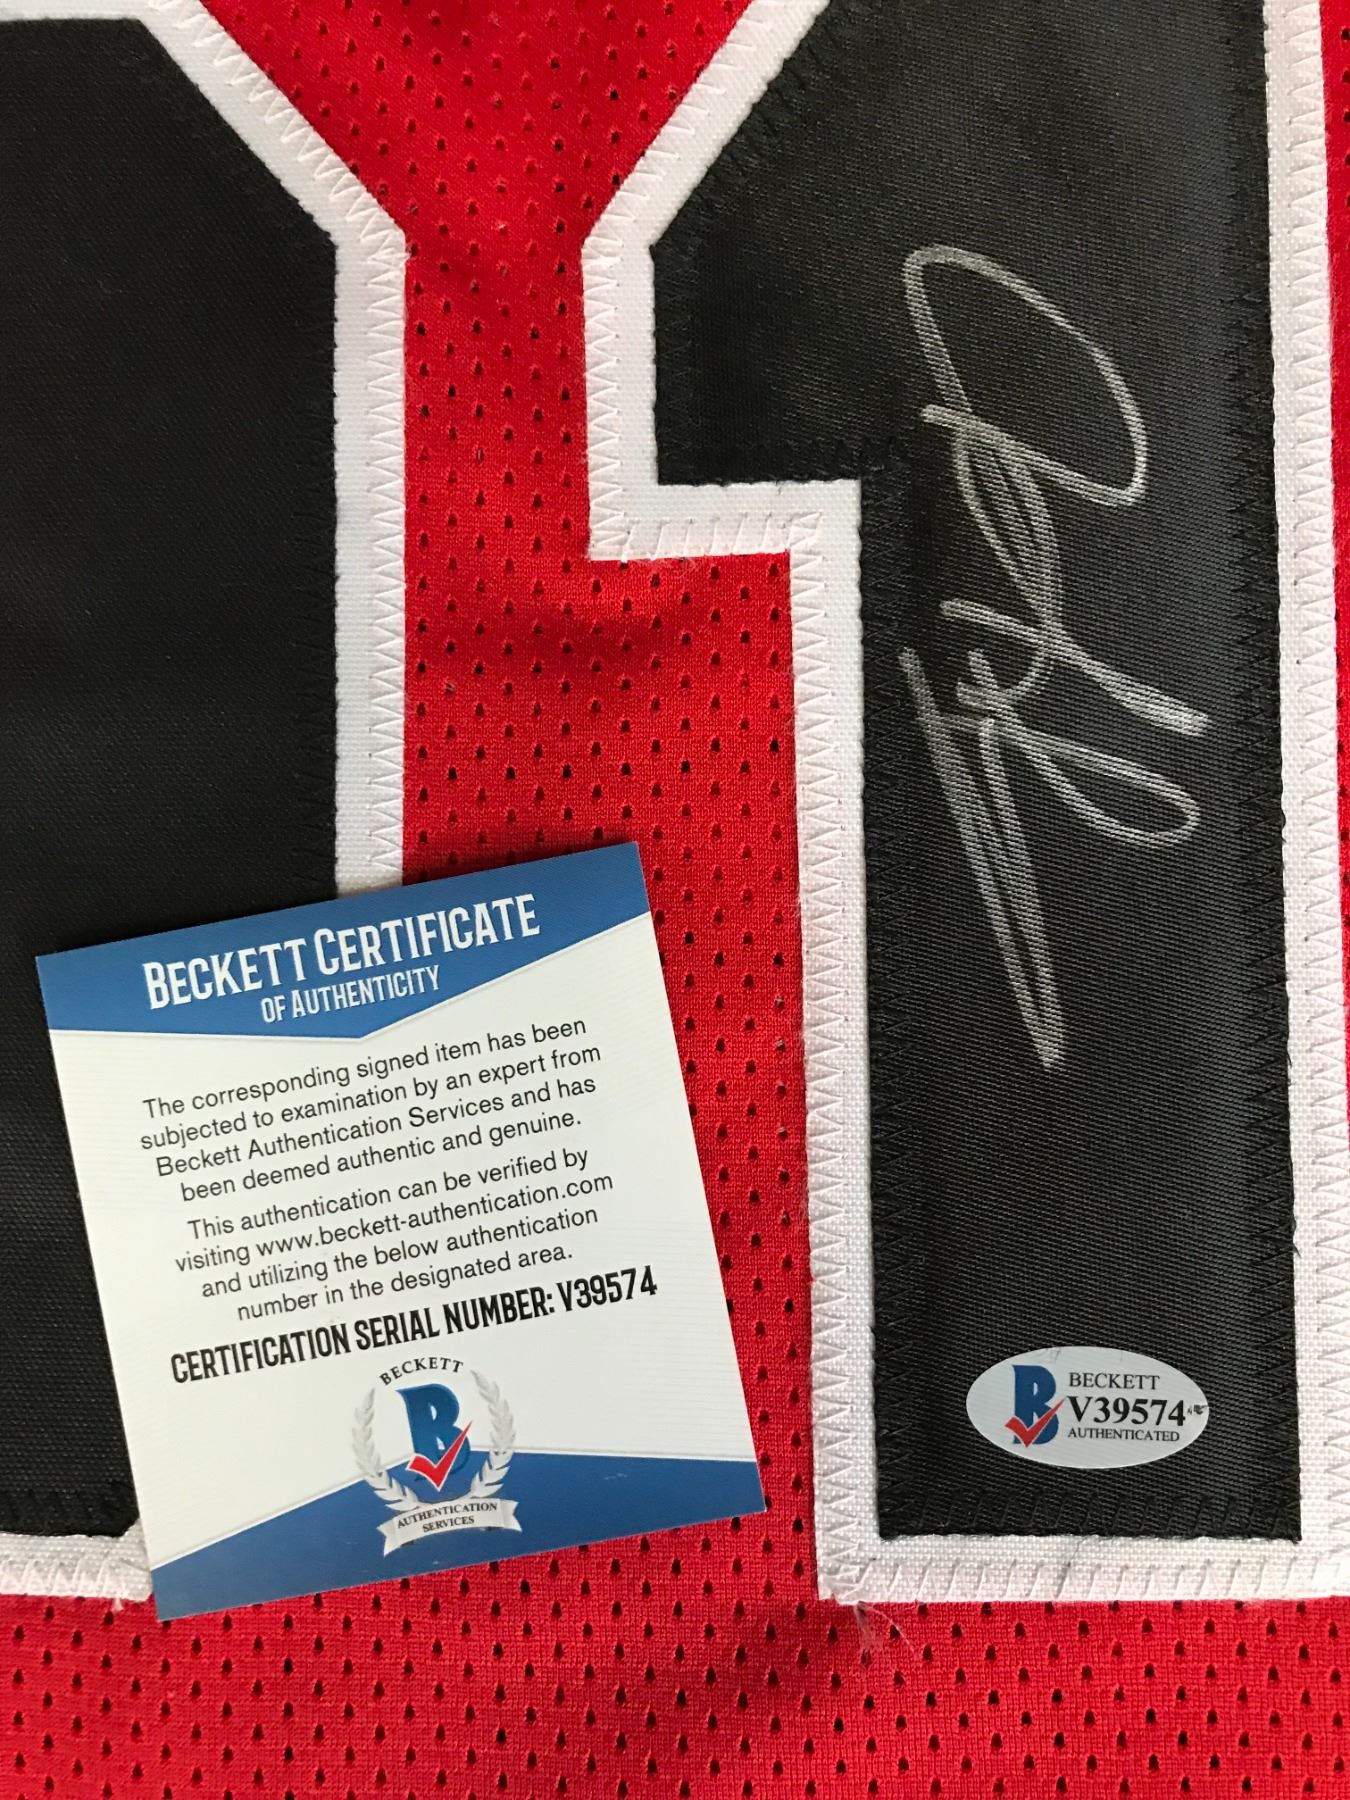 BECKETT CERTIFICATE
OF AUTHENTICITY
The corresponding signed item has been
subjected to examination by an expert from
Beckett Authentication Services and has
been deemed authentic and genuine.
This authentication can be verified by
visiting www.beckett-authentication.com
and utilizing the below authentication
number in the designated area.
CERTIFICATION SERIAL NUMBER: V39574
BECKETT
B
AUTHENTICATION
SERVICES
1
B
BECKETT
V39574
AUTHENTICATED